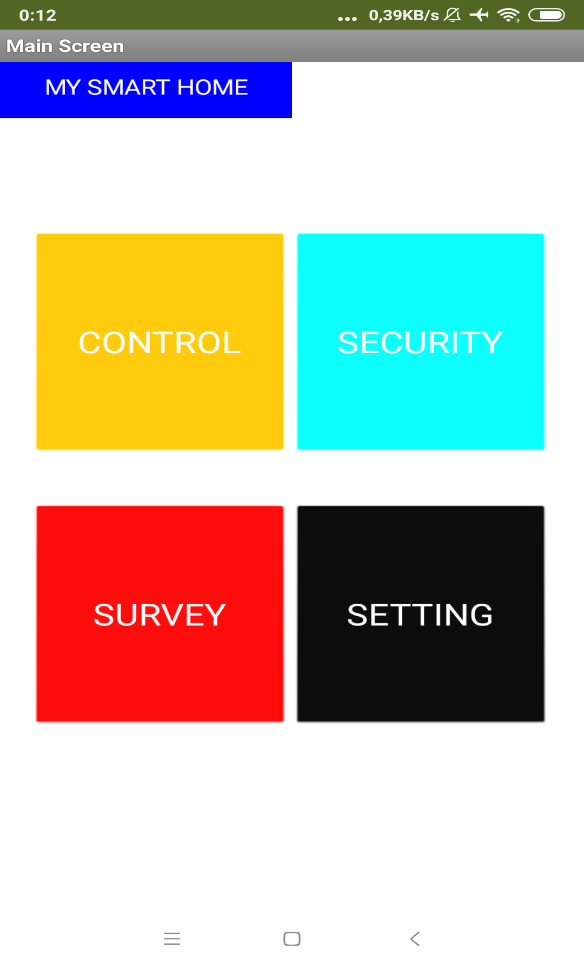 0:12 ... 0,39KB/s
Main Screen
MY SMART HOME
CONTROL SECURITY
SURVEY SETTING